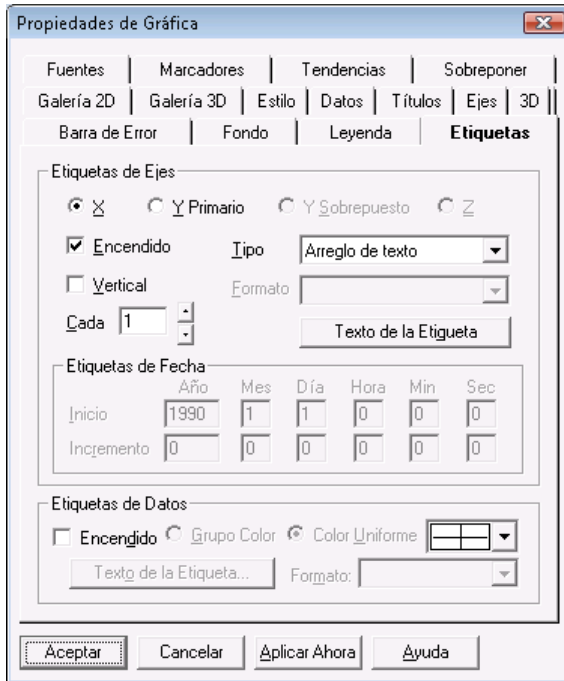 Propiedades de Gráfica
Fuentes Marcadores Tendencias Sobreponer
Galería 2D Galería 3D Estilo Datos Títulos Ejes 3D
Barra de Error Fondo Leyenda Etiquetas
Etiquetas de Ejes
X Y Primario Y Sobrepuesto Z
Encendido Tipo Arreglo de texto
Vertical Formato
Cada 1 Texto de la Etigueta
Etiquetas de Fecha
Año Mes Día Hora Min Sec
Inicio 1990 1 1 0 0 0
Incremento 0 0 0 0 0 0
Etiquetas de Datos
Encendido Grupo Color Color Uniforme
Texto de la Etiqueta... Formato:
Aceptar Cancelar Aplicar Ahora Ayuda